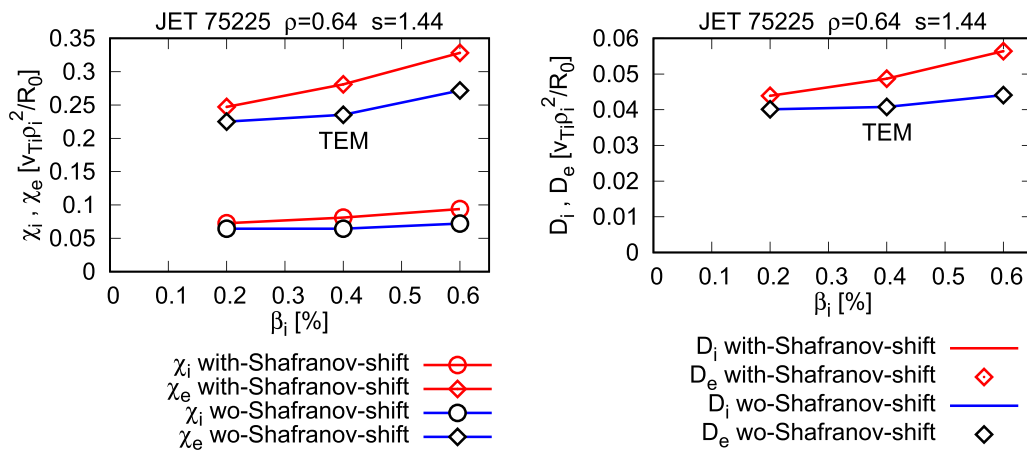 JET 75225 ρ=0.64 s=1.44
χi , χe [vTiρi²/R0]
0.35
0.3
0.25
0.2
0.15
0.1
0.05
0
TEM
0 0.1 0.2 0.3 0.4 0.5 0.6
βi [%]
χi with-Shafranov-shift
χe with-Shafranov-shift
χi wo-Shafranov-shift
χe wo-Shafranov-shift
JET 75225 ρ=0.64 s=1.44
Di , De [vTiρi²/R0]
0.06
0.05
0.04
0.03
0.02
0.01
0
TEM
0 0.1 0.2 0.3 0.4 0.5 0.6
βi [%]
Di with-Shafranov-shift
De with-Shafranov-shift
Di wo-Shafranov-shift
De wo-Shafranov-shift